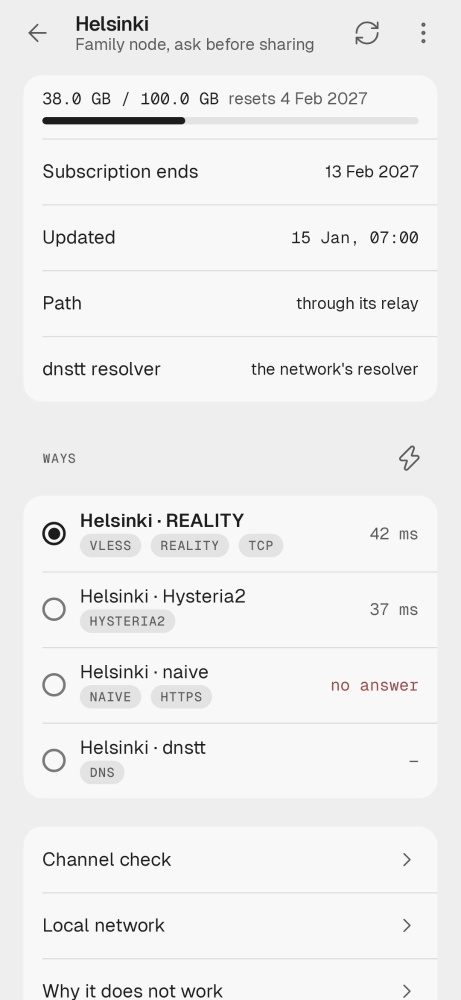 Helsinki
Family node, ask before sharing
38.0 GB / 100.0 GB resets 4 Feb 2027
Subscription ends 13 Feb 2027
Updated 15 Jan, 07:00
Path through its relay
dnstt resolver the network's resolver
WAYS
Helsinki · REALITY
VLESS REALITY TCP 42 ms
Helsinki · Hysteria2
HYSTERIA2 37 ms
Helsinki · naive
NAIVE HTTPS no answer
Helsinki · dnstt
DNS –
Channel check
Local network
Why it does not work